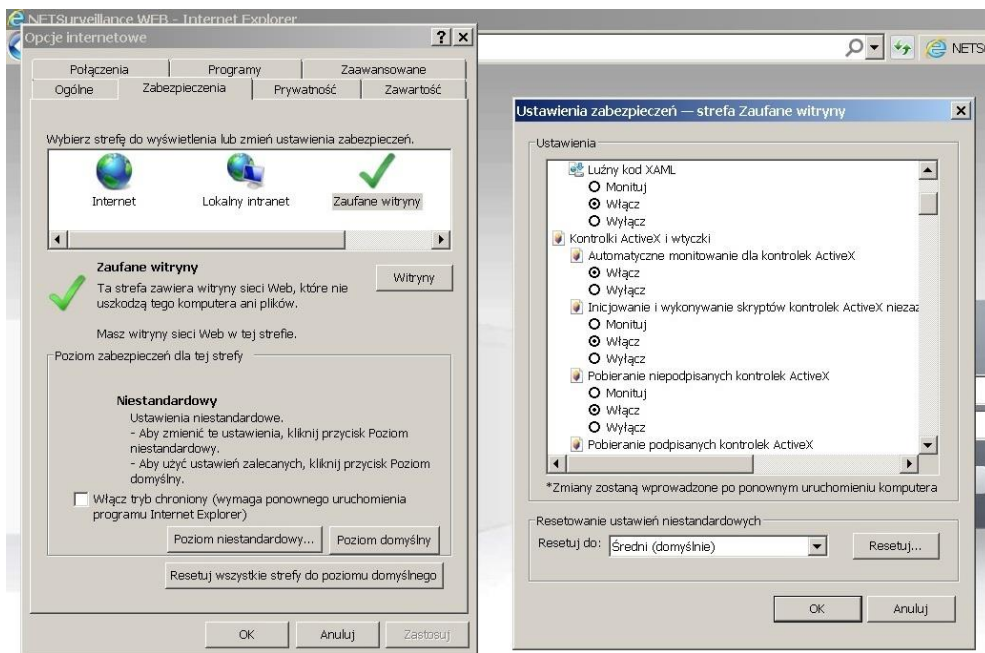 NETSurveillance WEB - Internet Explorer
Opcje internetowe
Połączenia
Programy
Zaawansowane
Ogólne
Zabezpieczenia
Prywatność
Zawartość
Wybierz strefę do wyświetlenia lub zmień ustawienia zabezpieczeń.
Internet
Lokalny intranet
Zaufane witryny
Zaufane witryny
Ta strefa zawiera witryny sieci Web, które nie
uszkodzą tego komputera ani plików.
Masz witryny sieci Web w tej strefie.
Witryny
Poziom zabezpieczeń dla tej strefy
Niestandardowy
Ustawienia niestandardowe.
- Aby zmienić te ustawienia, kliknij przycisk Poziom
niestandardowy.
- Aby użyć ustawień zalecanych, kliknij przycisk Poziom
domyślny.
Włącz tryb chroniony (wymaga ponownego uruchomienia
programu Internet Explorer)
Poziom niestandardowy...
Poziom domyślny
Resetuj wszystkie strefy do poziomu domyślnego
OK
Anuluj
Zastosuj
NETS
Ustawienia zabezpieczeń — strefa Zaufane witryny
Ustawienia
Luźny kod XAML
Monituj
Włącz
Wyłącz
Kontrolki ActiveX i wtyczki
Automatyczne monitowanie dla kontrolek ActiveX
Włącz
Wyłącz
Inicjowanie i wykonywanie skryptów kontrolek ActiveX niezaz
Monituj
Włącz
Wyłącz
Pobieranie niepodpisanych kontrolek ActiveX
Monituj
Włącz
Wyłącz
Pobieranie podpisanych kontrolek ActiveX
*Zmiany zostaną wprowadzone po ponownym uruchomieniu komputera
Resetowanie ustawień niestandardowych
Resetuj do:
Średni (domyślnie)
Resetuj...
OK
Anuluj